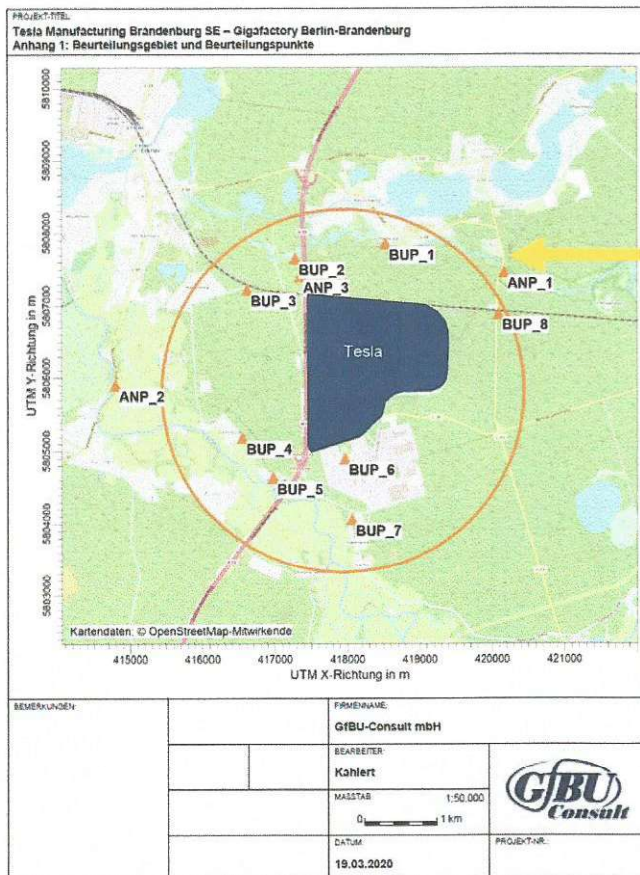 PROJEKT-TITEL:
Tesla Manufacturing Brandenburg SE – Gigafactory Berlin-Brandenburg
Anhang 1: Beurteilungsgebiet und Beurteilungspunkte
UTM Y-Richtung in m
5810000
5809000
5808000
5807000
5806000
5805000
5804000
5803000
BUP_1
BUP_2
ANP_1
ANP_3
BUP_3
BUP_8
Tesla
ANP_2
BUP_4
BUP_6
BUP_5
BUP_7
Kartendaten: © OpenStreetMap-Mitwirkende
415000 416000 417000 418000 419000 420000 421000
UTM X-Richtung in m
BEMERKUNGEN:
FIRMENNAME:
GfBU-Consult mbH
BEARBEITER:
Kahlert
MAßSTAB: 1:50.000
0 1 km
DATUM:
19.03.2020
GfBU
Consult
PROJEKT-NR.: